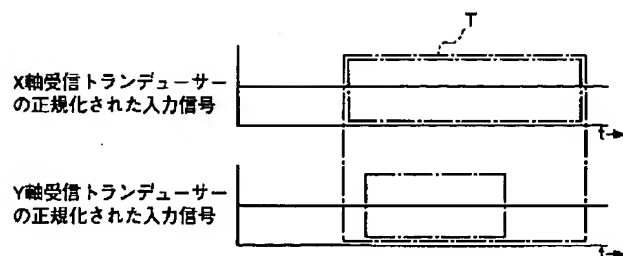 T
X軸受信トランデューサー
の正規化された入力信号
t→
Y軸受信トランデューサー
の正規化された入力信号
t→